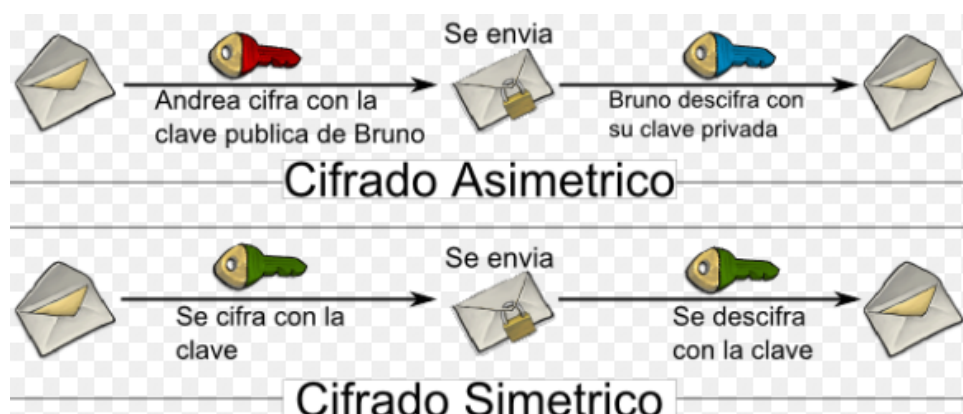 Se envia
Andrea cifra con la
clave publica de Bruno
Bruno descifra con
su clave privada
Cifrado Asimetrico
Se envia
Se cifra con la
clave
Se descifra
con la clave
Cifrado Simetrico